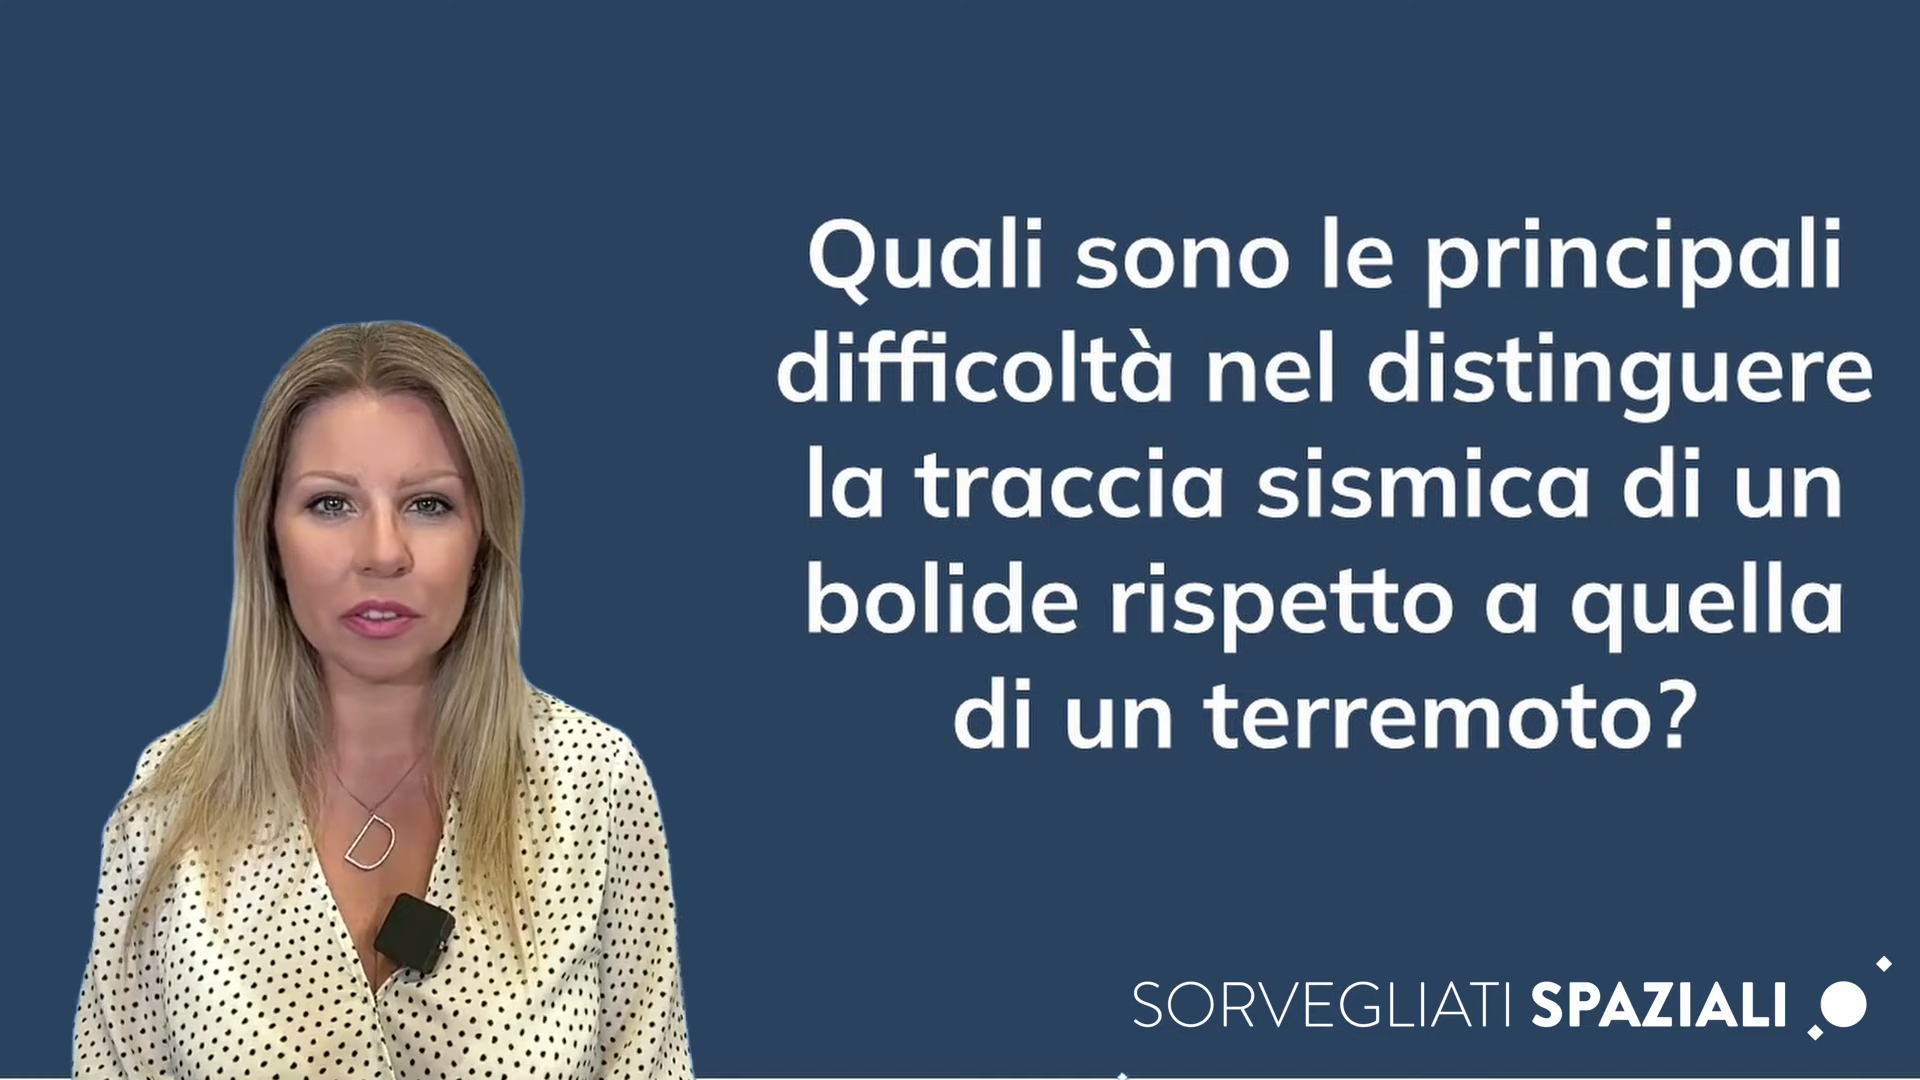 Quali sono le principali
difficoltà nel distinguere
la traccia sismica di un
bolide rispetto a quella
di un terremoto?
SORVEGLIATI SPAZIALI